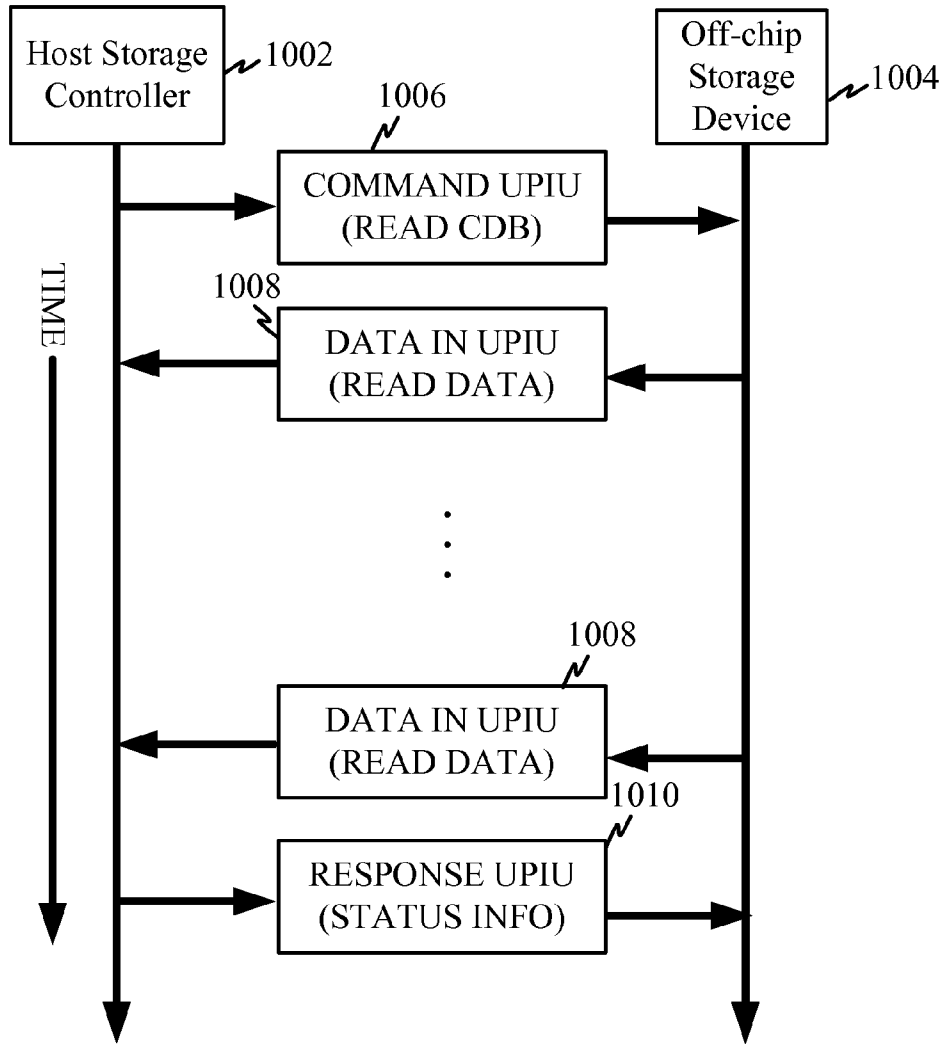 Host Storage
Controller
1002
Off-chip
Storage
Device
1004
1006
COMMAND UPIU
(READ CDB)
TIME
1008
DATA IN UPIU
(READ DATA)
1008
DATA IN UPIU
(READ DATA)
1010
RESPONSE UPIU
(STATUS INFO)